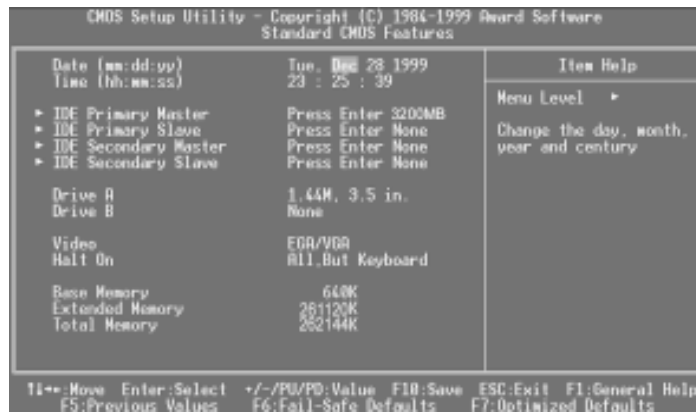 CMOS Setup Utility - Copyright (C) 1984-1999 Award Software
Standard CMOS Features
Date (mm:dd:yy) Tue, Dec 28 1999
Time (hh:mm:ss) 23 : 25 : 39
► IDE Primary Master Press Enter 3200MB
► IDE Primary Slave Press Enter None
► IDE Secondary Master Press Enter None
► IDE Secondary Slave Press Enter None
Drive A 1.44M, 3.5 in.
Drive B None
Video EGA/VGA
Halt On All,But Keyboard
Base Memory 640K
Extended Memory 261120K
Total Memory 262144K
Item Help
Menu Level ►
Change the day, month,
year and century
↑↓→←:Move Enter:Select +/-/PU/PD:Value F10:Save ESC:Exit F1:General Help
F5:Previous Values F6:Fail-Safe Defaults F7:Optimized Defaults